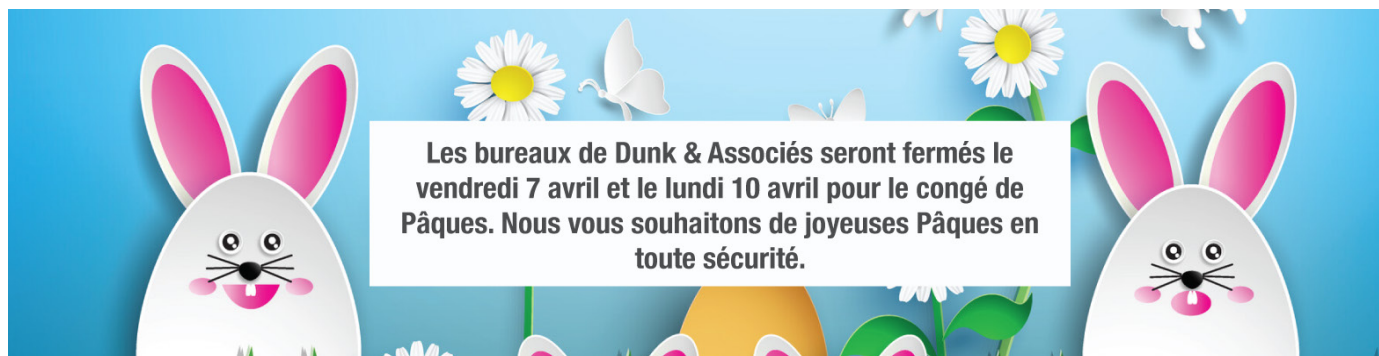 Les bureaux de Dunk & Associés seront fermés le
vendredi 7 avril et le lundi 10 avril pour le congé de
Pâques. Nous vous souhaitons de joyeuses Pâques en
toute sécurité.